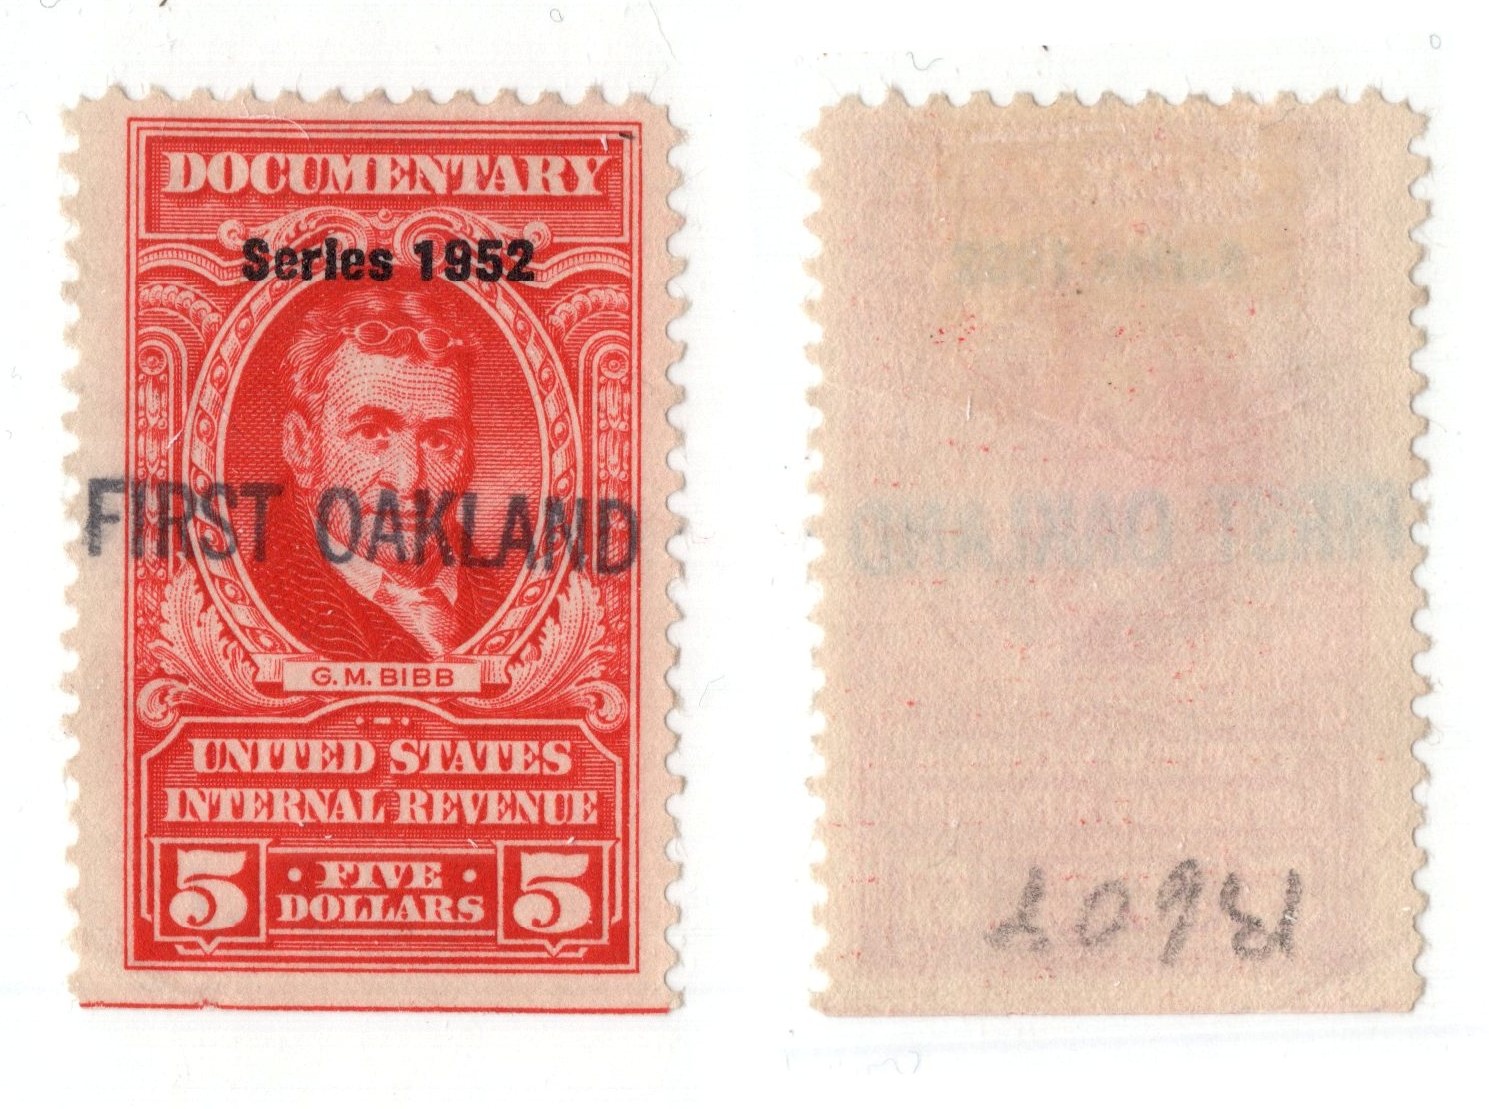 DOCUMENTARY
Series 1952
FIRST OAKLAND
G. M. BIBB
UNITED STATES
INTERNAL REVENUE
5 · FIVE DOLLARS · 5
R607